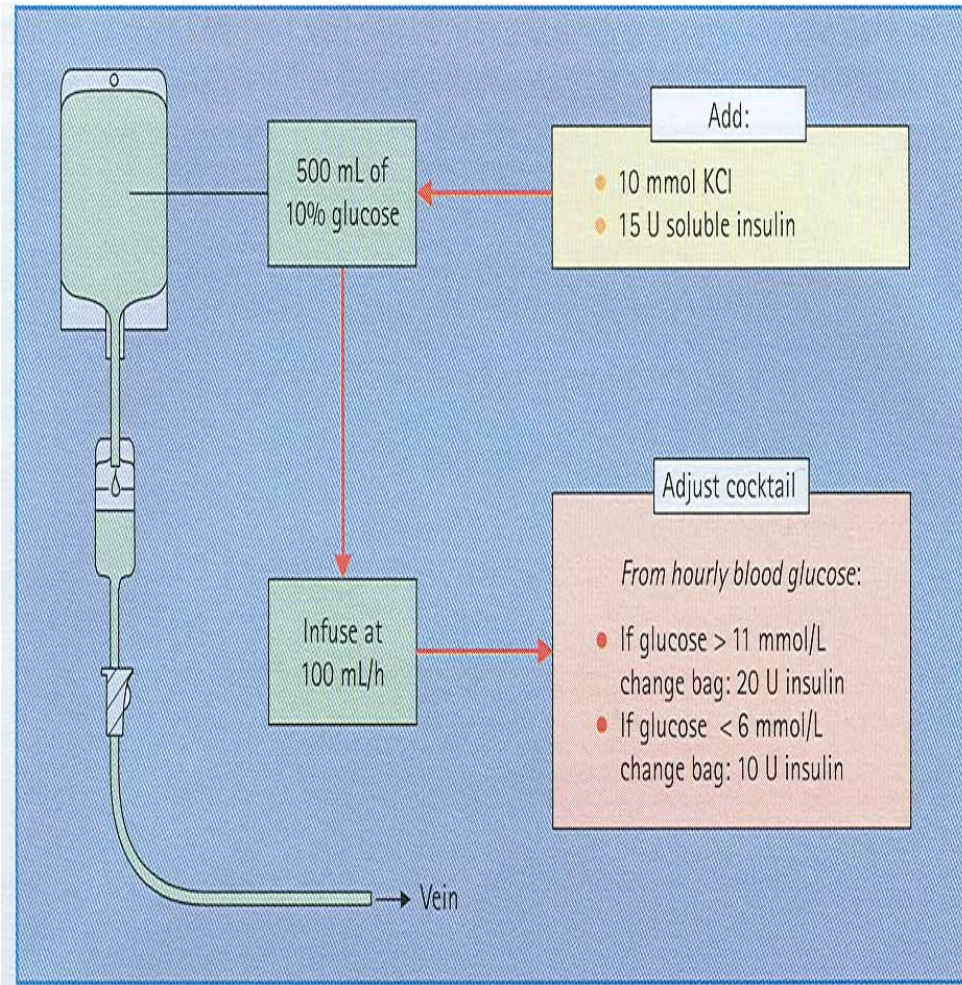 Add:
500 mL of
10% glucose
• 10 mmol KCl
• 15 U soluble insulin
Infuse at
100 mL/h
Adjust cocktail
From hourly blood glucose:
• If glucose > 11 mmol/L
change bag: 20 U insulin
• If glucose < 6 mmol/L
change bag: 10 U insulin
Vein